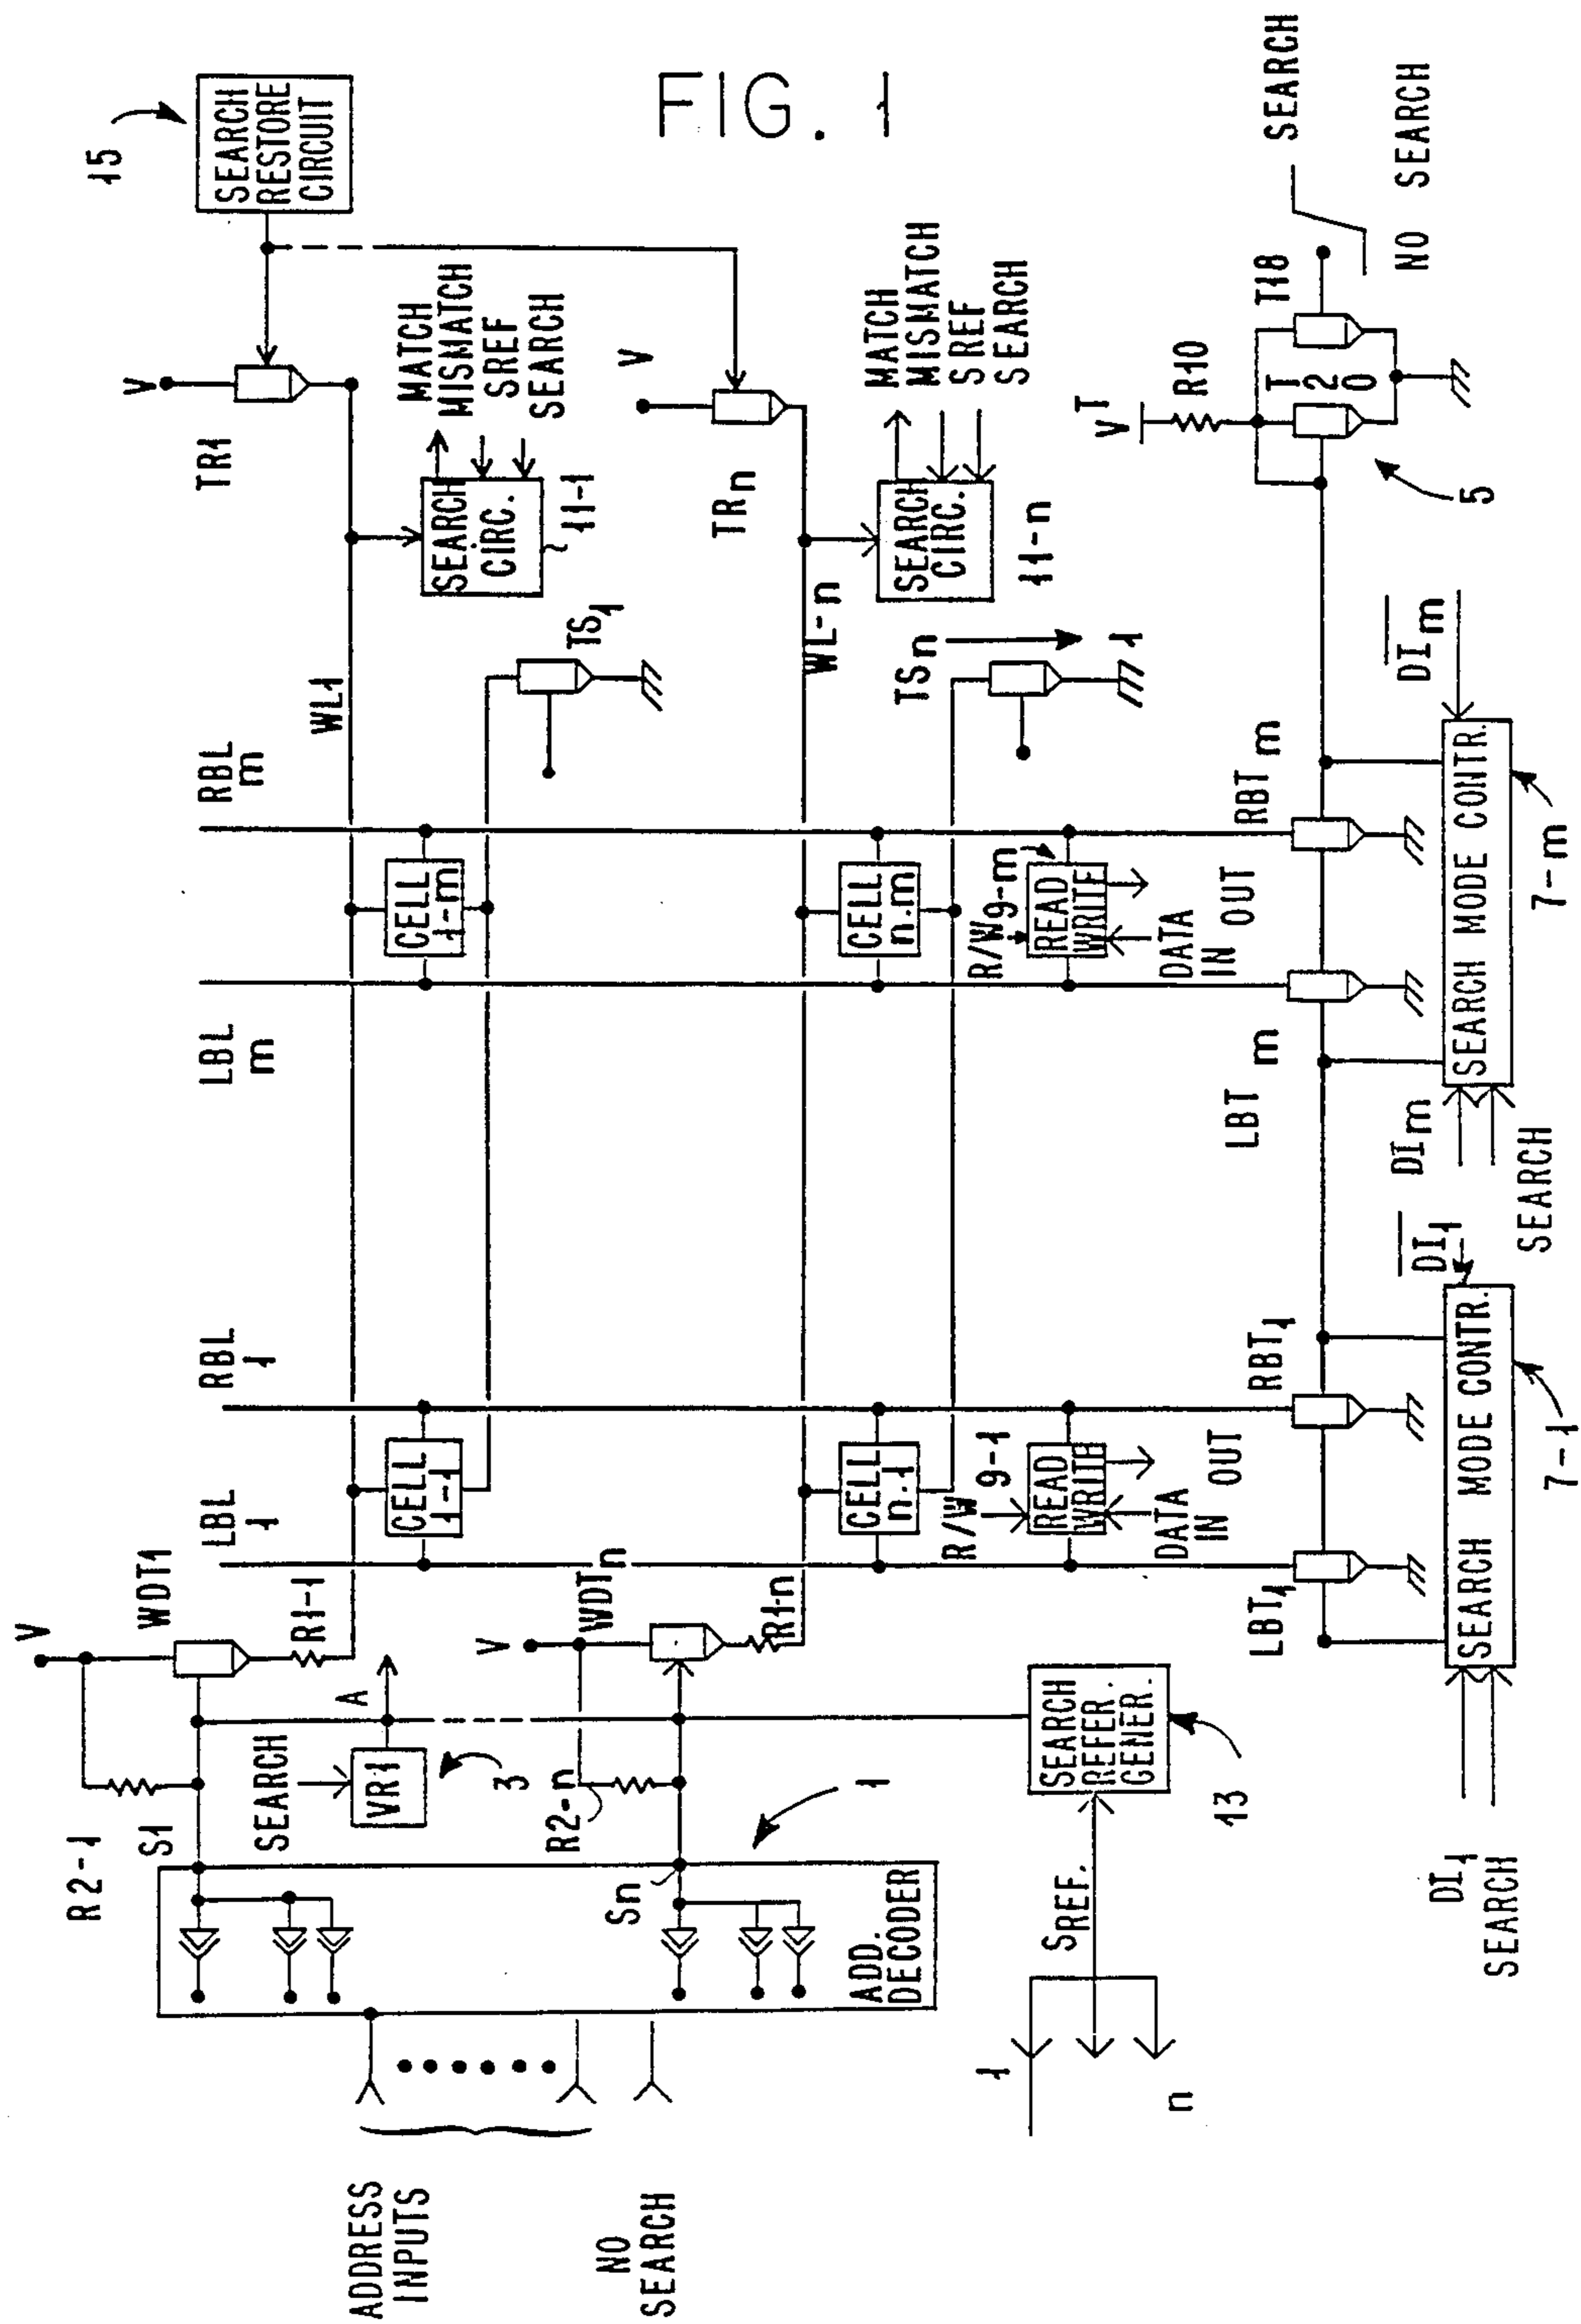 FIG. 1
15
SEARCH
RESTORE
CIRCUIT
V
TR1
MATCH
MISMATCH
SREF
SEARCH
SEARCH
CIRC.
11-1
V
TRn
MATCH
MISMATCH
SREF
SEARCH
SEARCH
CIRC.
11-n
SEARCH
NO SEARCH
T18
T20
R10
VT
5
WL1
TS1
WL-n
TSn
1
RBL
m
LBL
m
CELL
1-m
CELL
n.m
R/W
9-m
READ
WRITE
DATA
IN
OUT
RBT
m
LBT
m
DIm
SEARCH MODE CONTR.
7-m
DIm
SEARCH
RBL
1
LBL
1
CELL
1-1
CELL
n.1
R/W
9-1
READ
WRITE
DATA
IN
OUT
RBT1
LBT1
DI1
SEARCH MODE CONTR.
7-1
DI1
SEARCH
V
WDT1
R1-1
R2-1
S1
A
SEARCH
VR1
3
V
WDT
n
R1-n
R2-n
Sn
1
ADD.
DECODER
SEARCH
REFER.
GENER.
13
SREF.
1
n
ADDRESS
INPUTS
NO
SEARCH